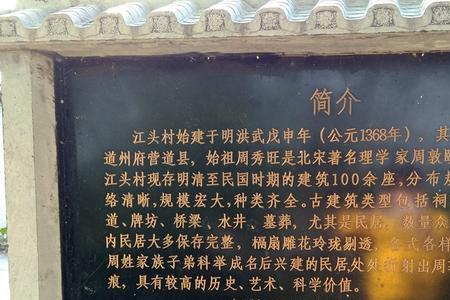 简介
江头村始建于明洪武戊申年（公元1368年），其
道州府营道县，始祖周秀旺是北宋著名理学家周敦颐
江头村现存明清至民国时期的建筑100余座，分布
络清晰，规模宏大，种类齐全。古建筑类型包括祠
道、牌坊、桥梁、水井、墓葬，尤其是民居，数量众
内民居大多保存完整，槅扇雕花玲珑剔透，各式各样
周姓家族子弟科举成名后兴建的民居，处处折射出周
痕，具有较高的历史、艺术、科学价值。